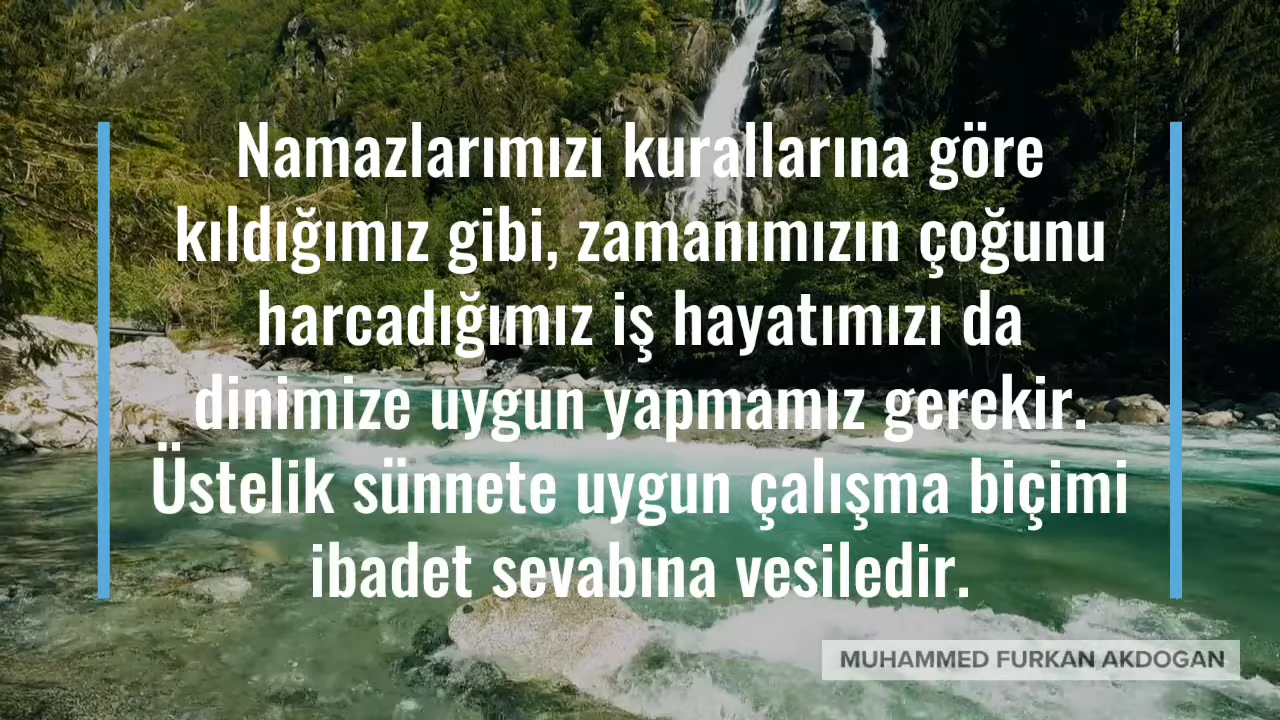 Namazlarımızı kurallarına göre
kıldığımız gibi, zamanımızın çoğunu
harcadığımız iş hayatımızı da
dinimize uygun yapmamız gerekir.
Üstelik sünnete uygun çalışma biçimi
ibadet sevabına vesiledir.
MUHAMMED FURKAN AKDOGAN